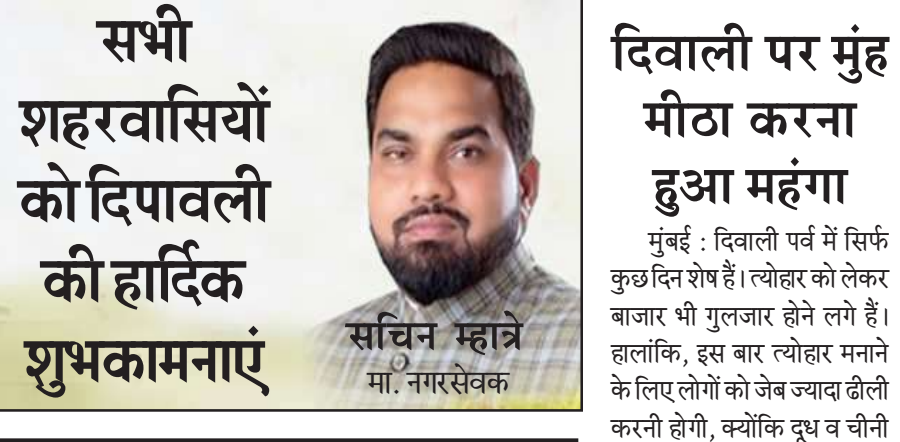 सभी
शहरवासियों
को दिपावली
की हार्दिक
शुभकामनाएं
सचिन म्हात्रे
मा. नगरसेवक
दिवाली पर मुंह
मीठा करना
हुआ महंगा
मुंबई : दिवाली पर्व में सिर्फ
कुछ दिन शेष हैं। त्योहार को लेकर
बाजार भी गुलजार होने लगे हैं।
हालांकि, इस बार त्योहार मनाने
के लिए लोगों को जेब ज्यादा ढीली
करनी होगी, क्योंकि दूध व चीनी